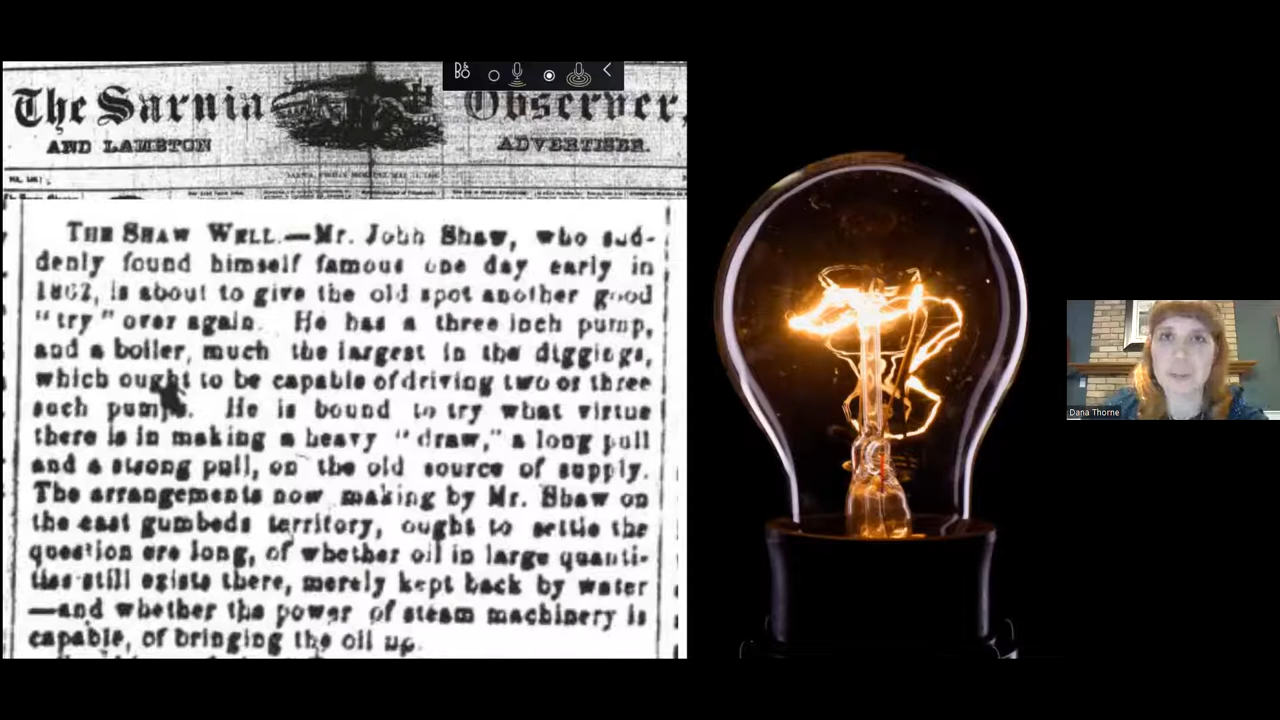 The Sarnia Observer,
AND LAMBTON ADVERTISER.
THE SHAW WELL.—Mr. John Shaw, who sud-
denly found himself famous one day early in
1862, is about to give the old spot another good
"try" over again. He has a three inch pump,
and a boiler, much the largest in the diggings,
which ought to be capable of driving two or three
such pumps. He is bound to try what virtue
there is in making a heavy "draw," a long pull
and a strong pull, on the old source of supply.
The arrangements now making by Mr. Shaw on
the east gumbeds territory, ought to settle the
question ere long, of whether oil in large quanti-
ties still exists there, merely kept back by water
—and whether the power of steam machinery is
capable, of bringing the oil up.
Dana Thorne